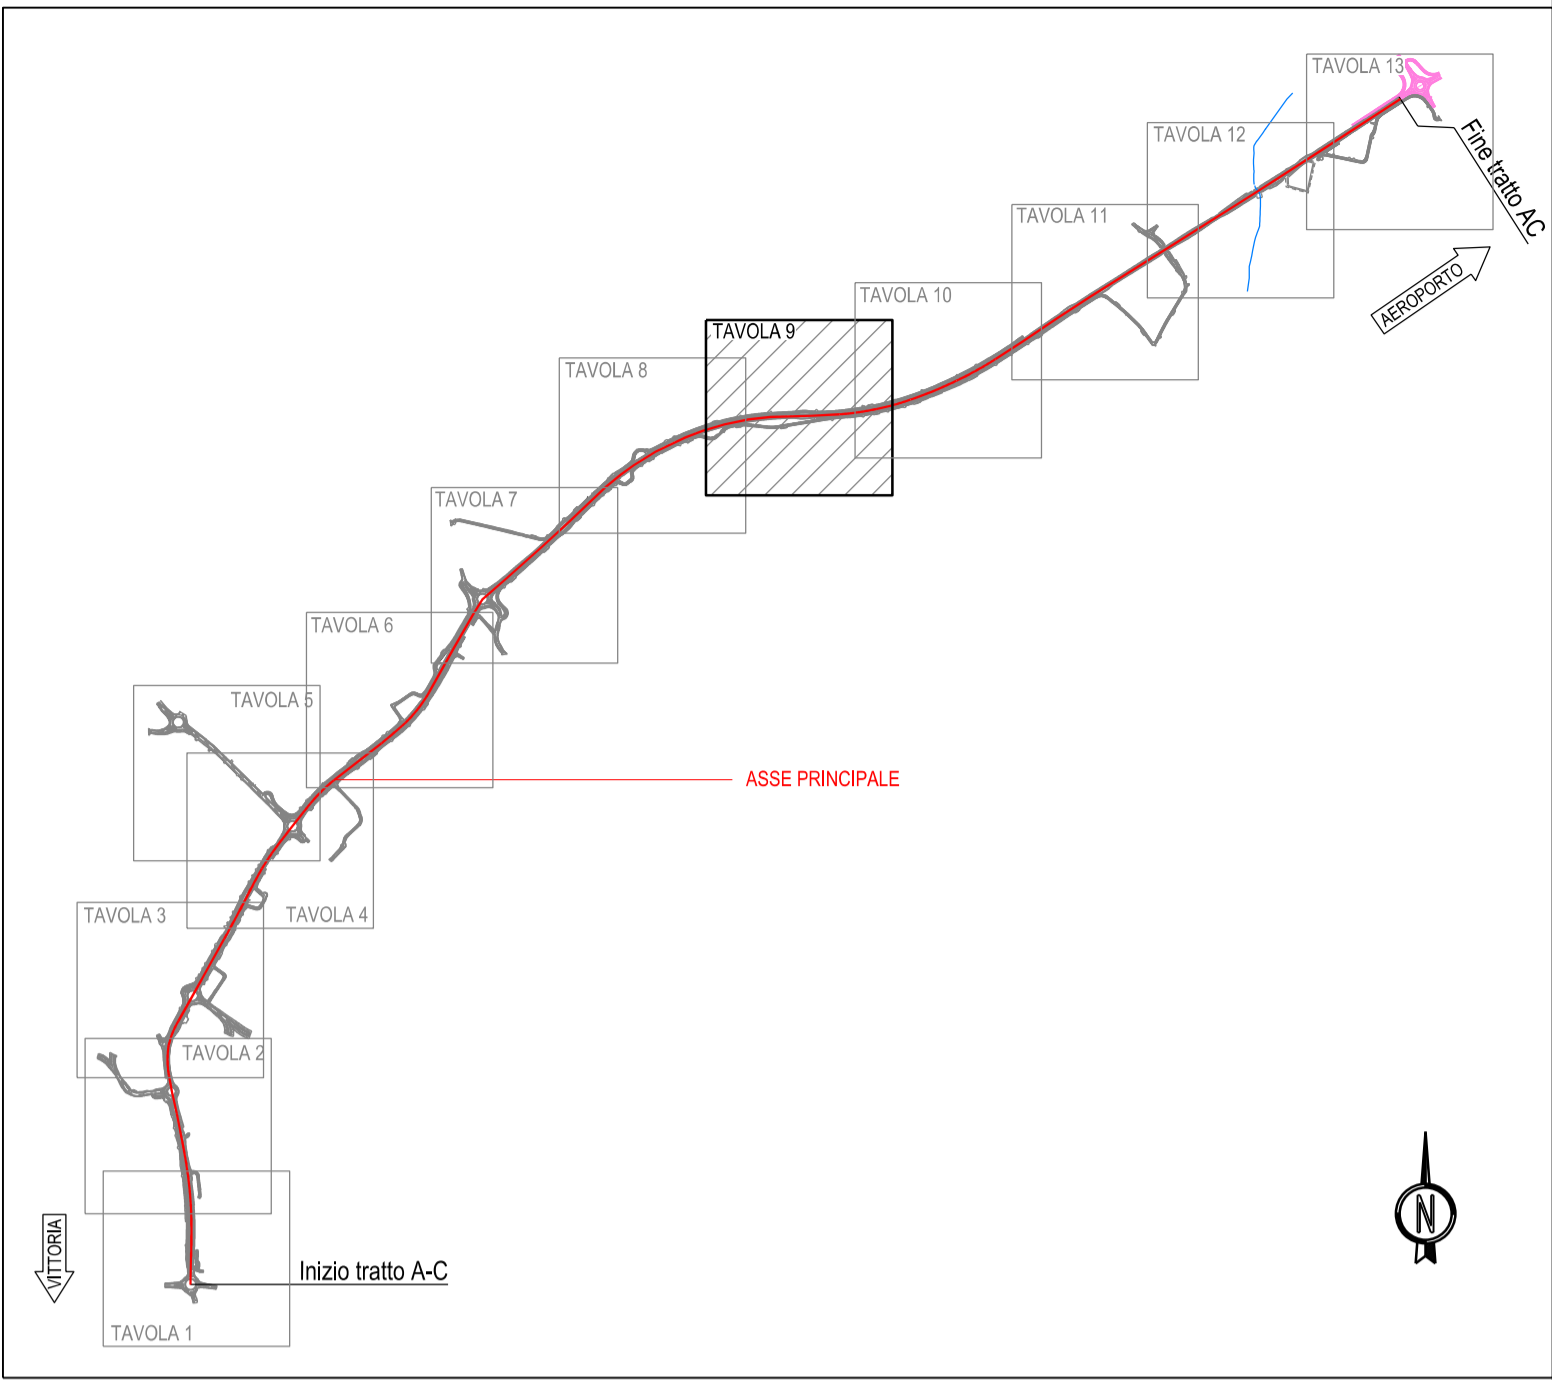 TAVOLA 13
TAVOLA 12
Fine tratto AC
TAVOLA 11
AEROPORTO
TAVOLA 10
TAVOLA 9
TAVOLA 8
TAVOLA 7
TAVOLA 6
TAVOLA 5
ASSE PRINCIPALE
TAVOLA 3
TAVOLA 4
TAVOLA 2
N
VITTORIA
Inizio tratto A-C
TAVOLA 1